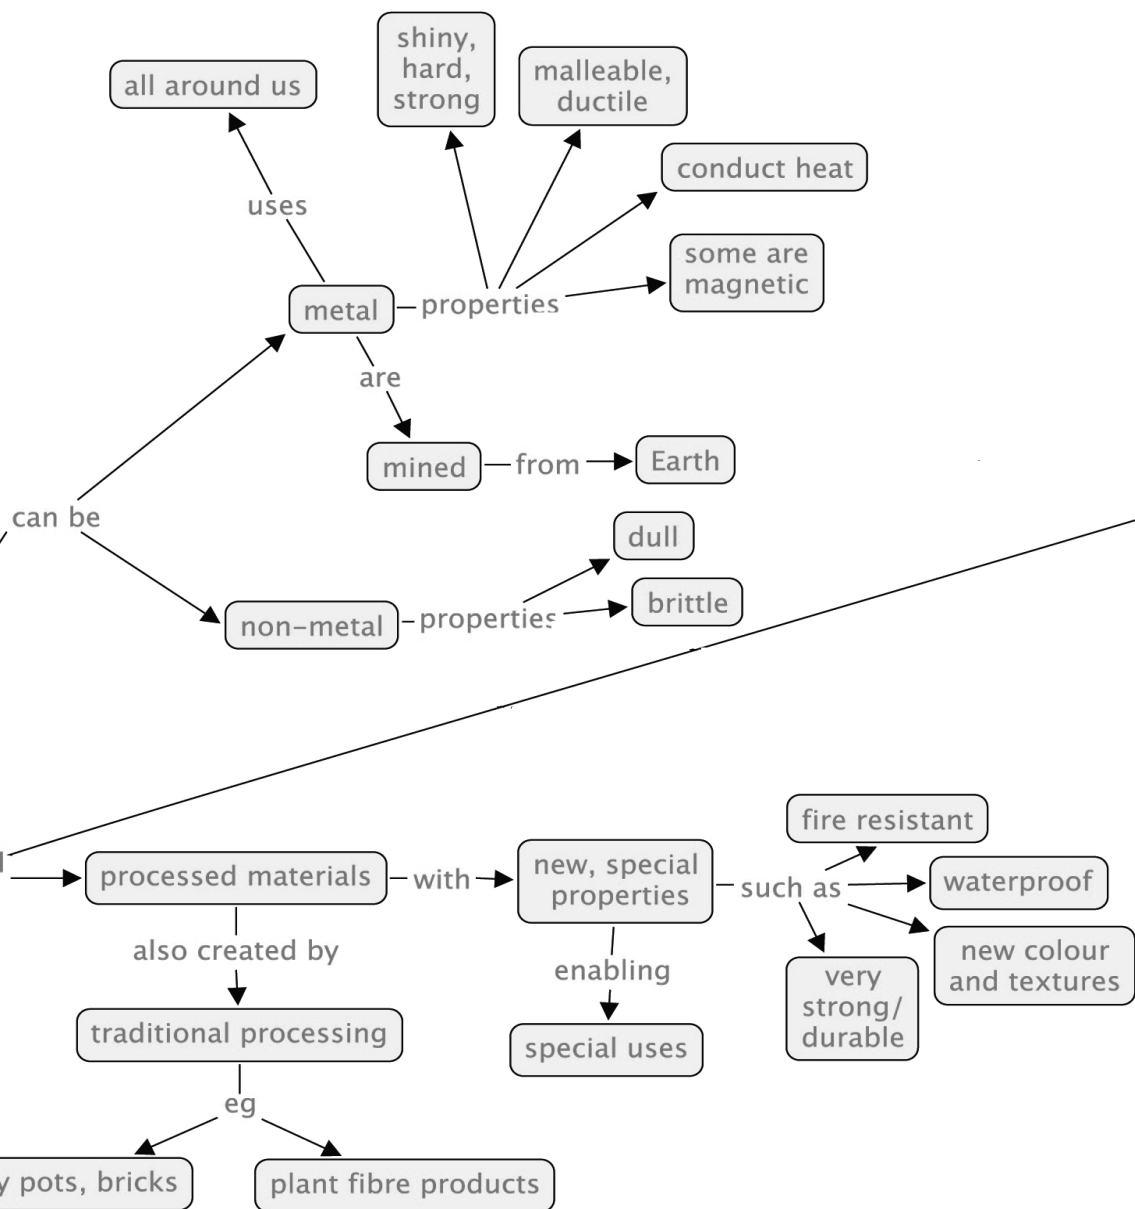 shiny,
hard,
strong
malleable,
ductile
all around us
conduct heat
uses
some are
magnetic
metal
properties
are
mined
from
Earth
can be
dull
brittle
non-metal
properties
fire resistant
processed materials
with
new, special
properties
such as
waterproof
new colour
and textures
very
strong/
durable
also created by
enabling
traditional processing
special uses
eg
pots, bricks
plant fibre products